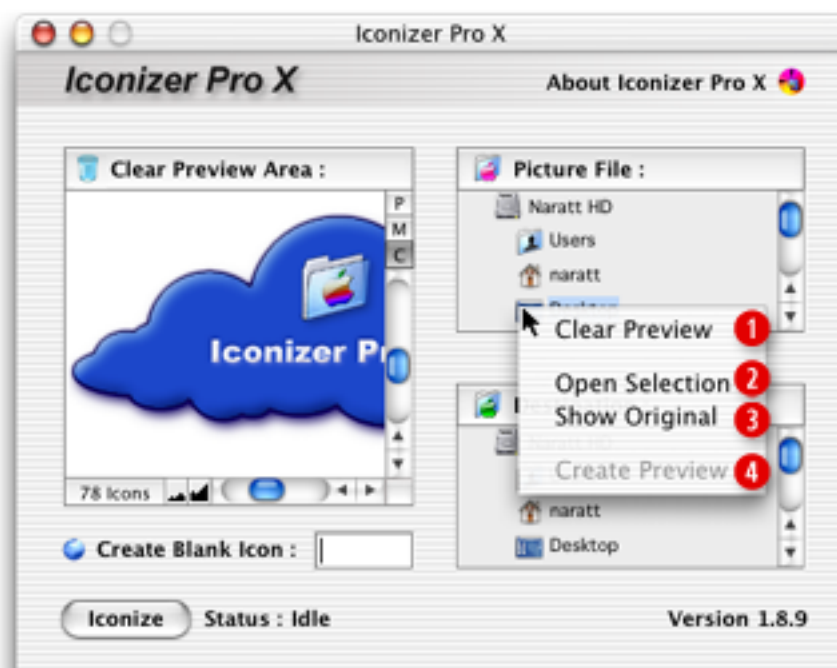 Iconizer Pro X
Iconizer Pro X
About Iconizer Pro X
Clear Preview Area :
P
M
C
Iconizer P
78 Icons
Create Blank Icon :
Iconize
Status : Idle
Picture File :
Naratt HD
Users
naratt
Desktop
Clear Preview 1
Open Selection 2
Show Original 3
Create Preview 4
naratt
Desktop
Version 1.8.9